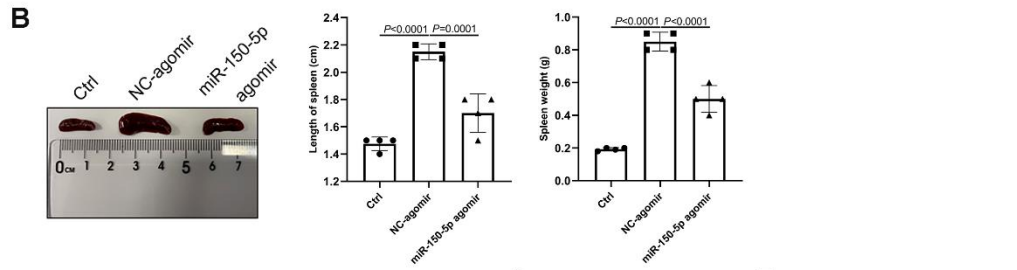 B
Ctrl
NC-agomir
miR-150-5p
agomir
0CM 1 2 3 4 5 6 7
Length of spleen (cm)
2.4
2.2
2.0
1.8
1.6
1.4
1.2
P<0.0001 P=0.0001
Ctrl
NC-agomir
miR-150-5p agomir
Spleen weight (g)
1.0
0.8
0.6
0.4
0.2
0.0
P<0.0001 P<0.0001
Ctrl
NC-agomir
miR-150-5p agomir